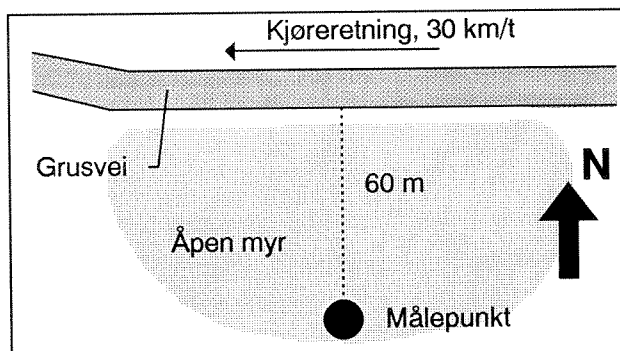 Kjøreretning, 30 km/t
Grusvei
60 m
N
Åpen myr
Målepunkt